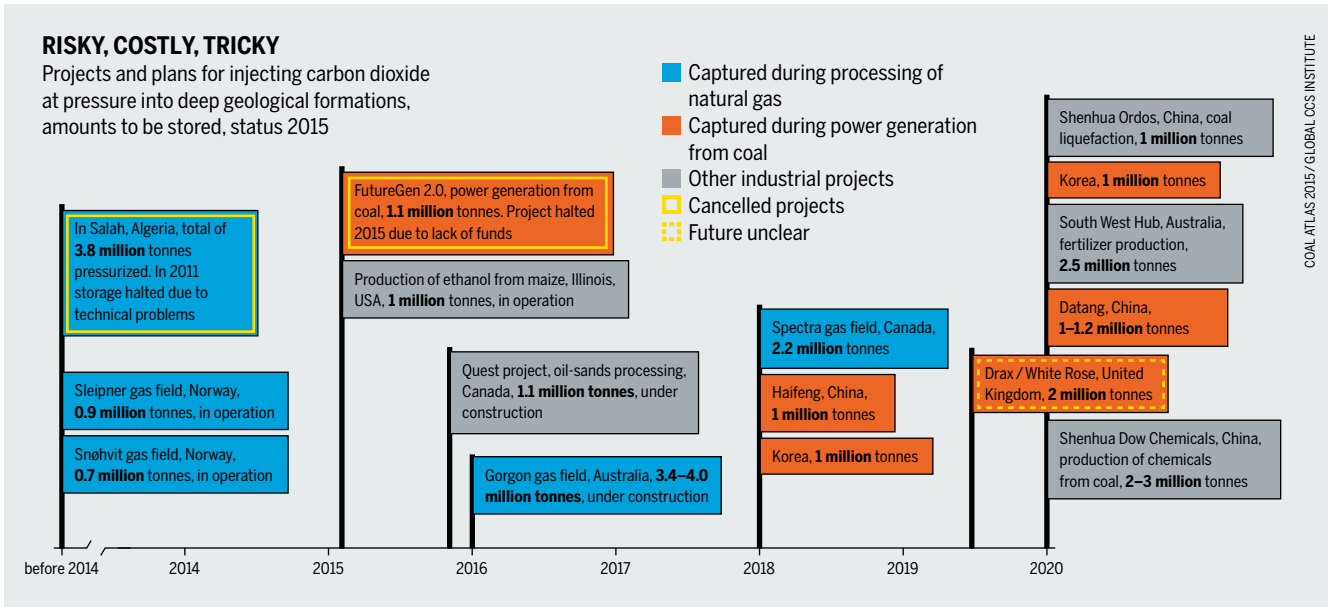 RISKY, COSTLY, TRICKY
Projects and plans for injecting carbon dioxide
at pressure into deep geological formations,
amounts to be stored, status 2015
Captured during processing of
natural gas
Captured during power generation
from coal
Other industrial projects
Cancelled projects
Future unclear
In Salah, Algeria, total of
3.8 million tonnes
pressurized. In 2011
storage halted due to
technical problems
Sleipner gas field, Norway,
0.9 million tonnes, in operation
Snøhvit gas field, Norway,
0.7 million tonnes, in operation
FutureGen 2.0, power generation from
coal, 1.1 million tonnes. Project halted
2015 due to lack of funds
Production of ethanol from maize, Illinois,
USA, 1 million tonnes, in operation
Quest project, oil-sands processing,
Canada, 1.1 million tonnes, under
construction
Gorgon gas field, Australia, 3.4–4.0
million tonnes, under construction
Spectra gas field, Canada,
2.2 million tonnes
Haifeng, China,
1 million tonnes
Korea, 1 million tonnes
Shenhua Ordos, China, coal
liquefaction, 1 million tonnes
Korea, 1 million tonnes
South West Hub, Australia,
fertilizer production,
2.5 million tonnes
Datang, China,
1–1.2 million tonnes
Drax / White Rose, United
Kingdom, 2 million tonnes
Shenhua Dow Chemicals, China,
production of chemicals
from coal, 2–3 million tonnes
before 2014
2014
2015
2016
2017
2018
2019
2020
COAL ATLAS 2015 / GLOBAL CCS INSTITUTE